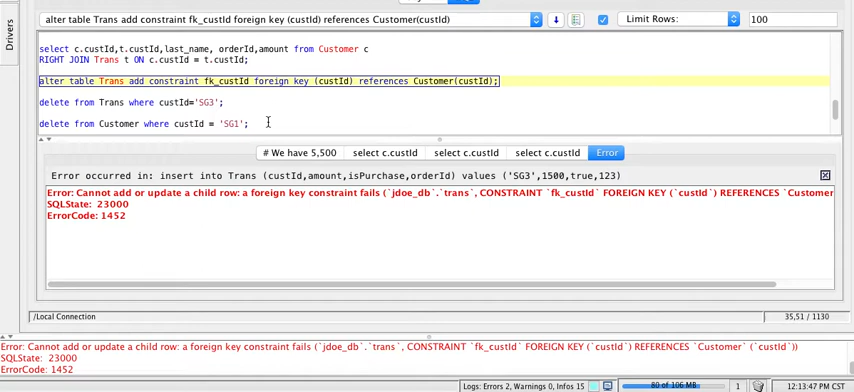 Drivers
alter table Trans add constraint fk_custId foreign key (custId) references Customer(custId)
Limit Rows:
100
select c.custId,t.custId,last_name, orderId,amount from Customer c
RIGHT JOIN Trans t ON c.custId = t.custId;
alter table Trans add constraint fk_custId foreign key (custId) references Customer(custId);
delete from Trans where custId='SG3';
delete from Customer where custId = 'SG1';
# We have 5,500
select c.custId
select c.custId
select c.custId
Error
Error occurred in: insert into Trans (custId,amount,isPurchase,orderId) values ('SG3',1500,true,123)
Error: Cannot add or update a child row: a foreign key constraint fails (`jdoe_db`.`trans`, CONSTRAINT `fk_custId` FOREIGN KEY (`custId`) REFERENCES `Customer
SQLState: 23000
ErrorCode: 1452
/Local Connection
35,51 / 1130
Error: Cannot add or update a child row: a foreign key constraint fails (`jdoe_db`.`trans`, CONSTRAINT `fk_custId` FOREIGN KEY (`custId`) REFERENCES `Customer` (`custId`))
SQLState: 23000
ErrorCode: 1452
Logs: Errors 2, Warnings 0, Infos 15
80 of 106 MB
1
12:13:47 PM CST